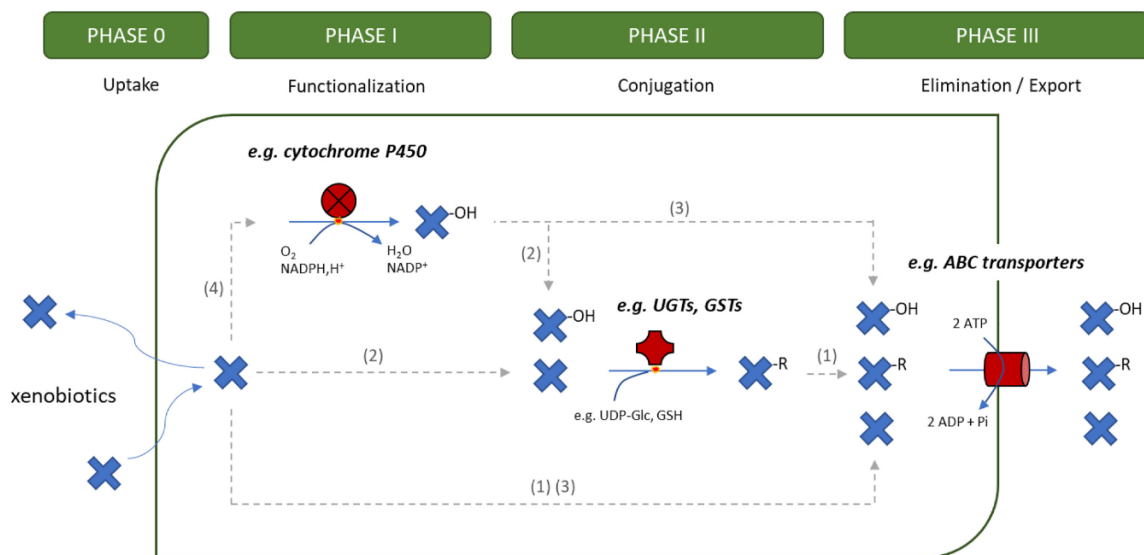 PHASE 0
PHASE I
PHASE II
PHASE III
Uptake
Functionalization
Conjugation
Elimination / Export
e.g. cytochrome P450
-OH
O₂
NADPH,H⁺
H₂O
NADP⁺
(3)
(2)
(4)
e.g. ABC transporters
e.g. UGTs, GSTs
-OH
-OH
2 ATP
-OH
(2)
-R
(1)
-R
-R
xenobiotics
e.g. UDP-Glc, GSH
2 ADP + Pi
(1) (3)